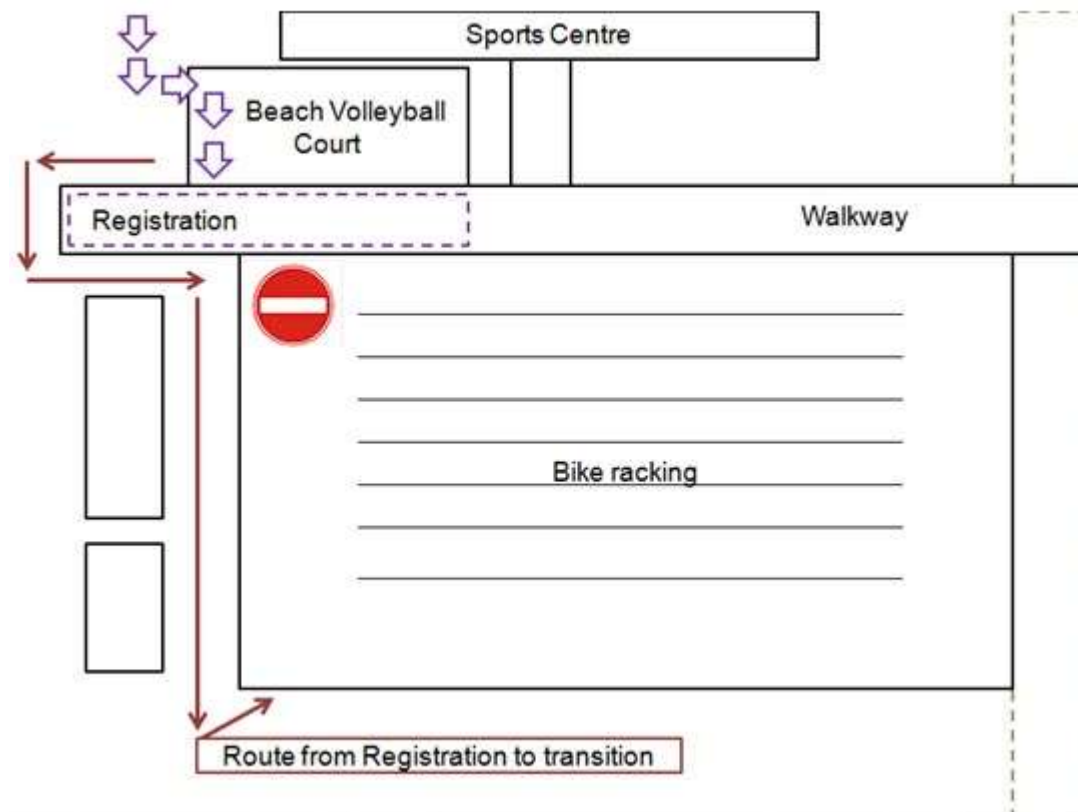 Sports Centre
Beach Volleyball
Court
Registration
Walkway
Bike racking
Route from Registration to transition